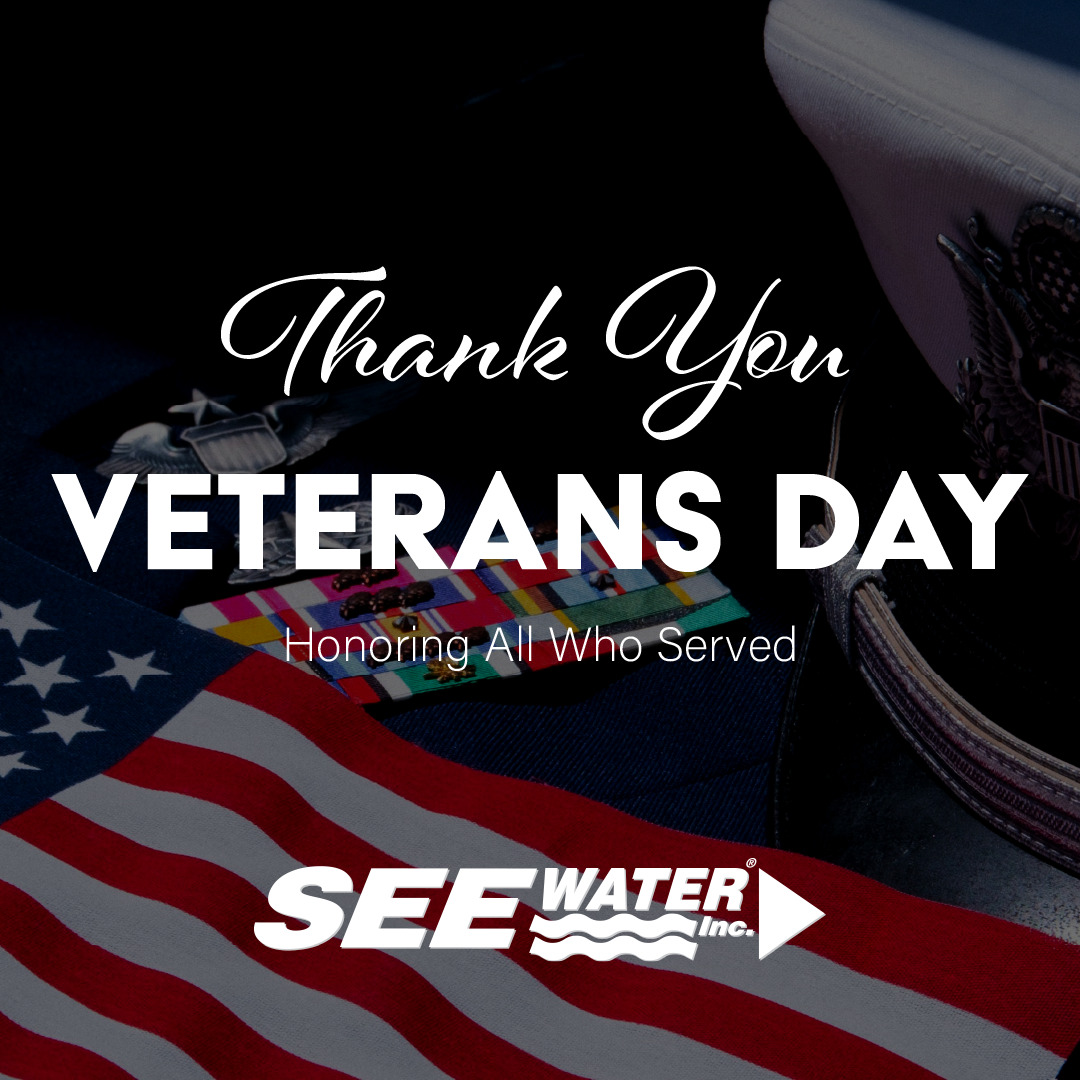 Thank You
VETERANS DAY
Honoring All Who Served
SEE WATER®
Inc.